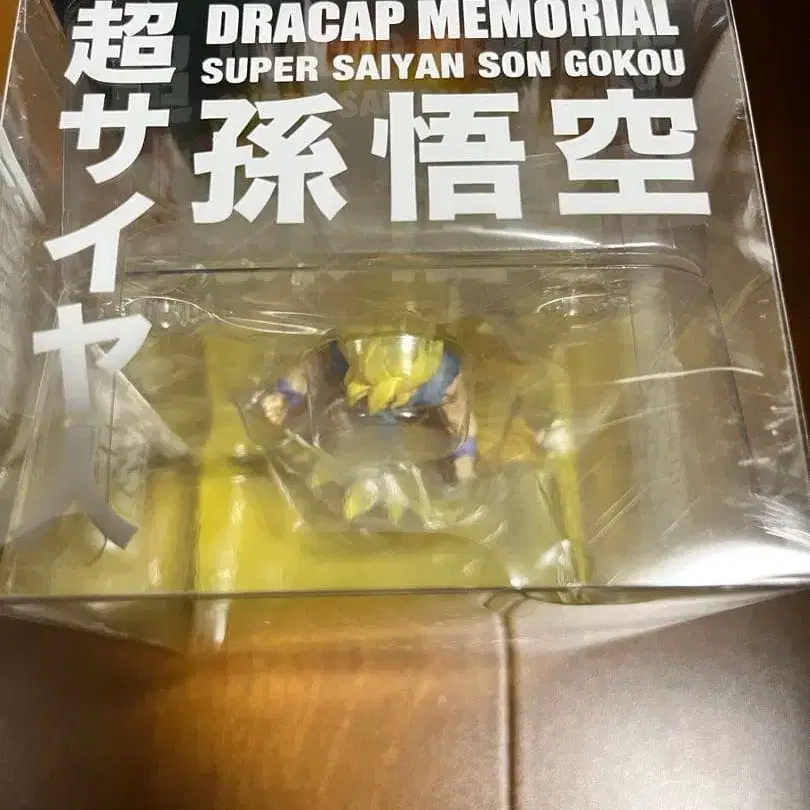 DRACAP MEMORIAL
SUPER SAIYAN SON GOKOU
超サイヤ人
孫悟空